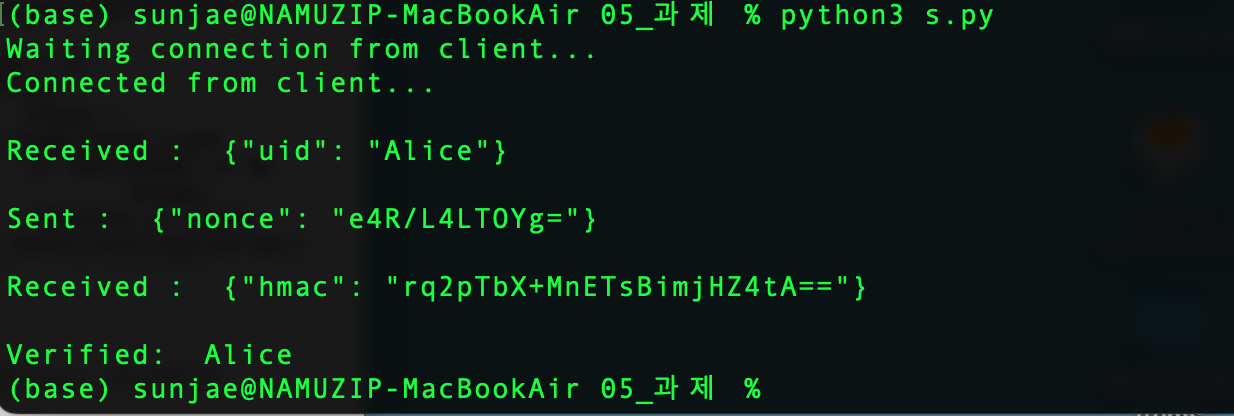 (base) sunjae@NAMUZIP-MacBookAir 05_과제 % python3 s.py
Waiting connection from client...
Connected from client...
Received :  {"uid": "Alice"}
Sent :  {"nonce": "e4R/L4LTOYg="}
Received :  {"hmac": "rq2pTbX+MnETsBimjHZ4tA=="}
Verified:  Alice
(base) sunjae@NAMUZIP-MacBookAir 05_과제 %